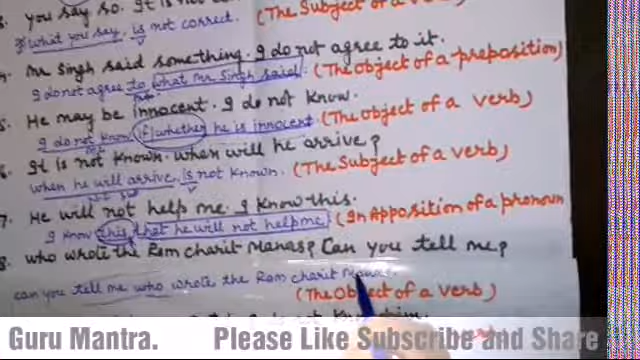 3. You say so. It is not co
What you say, is not correct. (The Subject of a ver
4. Mr Singh said something. I do not agree to it.
I do not agree to what Mr. Singh said. (The Object of a preposition)
5. He may be innocent. I do not know.
I do not know if/whether he is innocent. (The Object of a verb)
6. It is not known. when will he arrive?
when he will arrive is not known. (The Subject of a verb)
7. He will not help me. I know this.
I know this that he will not help me (In Apposition of a pronoun
8. who wrote the Ram charit Manas? Can you tell me?
can you tell me who wrote the Ram charit Manas.
(The Object of a verb)
Guru Mantra. Please Like Subscribe and Share